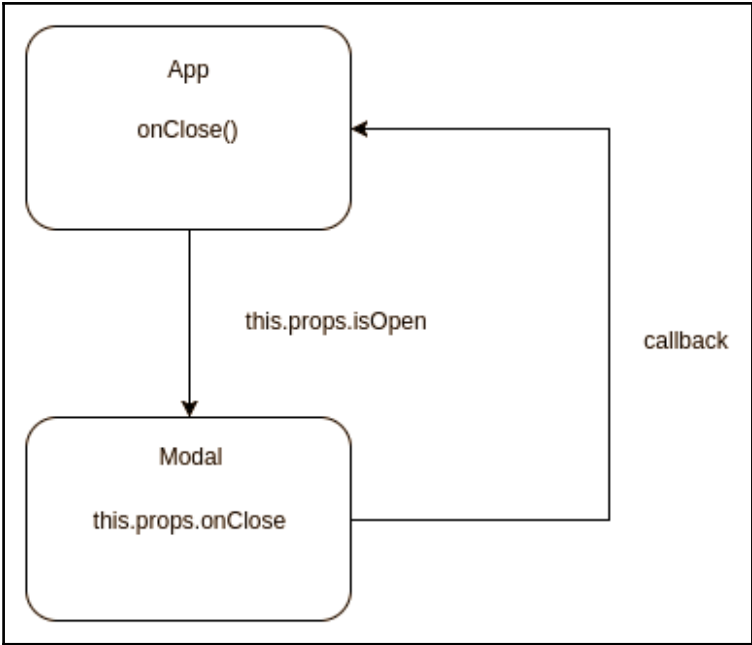 App
onClose()
this.props.isOpen
callback
Modal
this.props.onClose